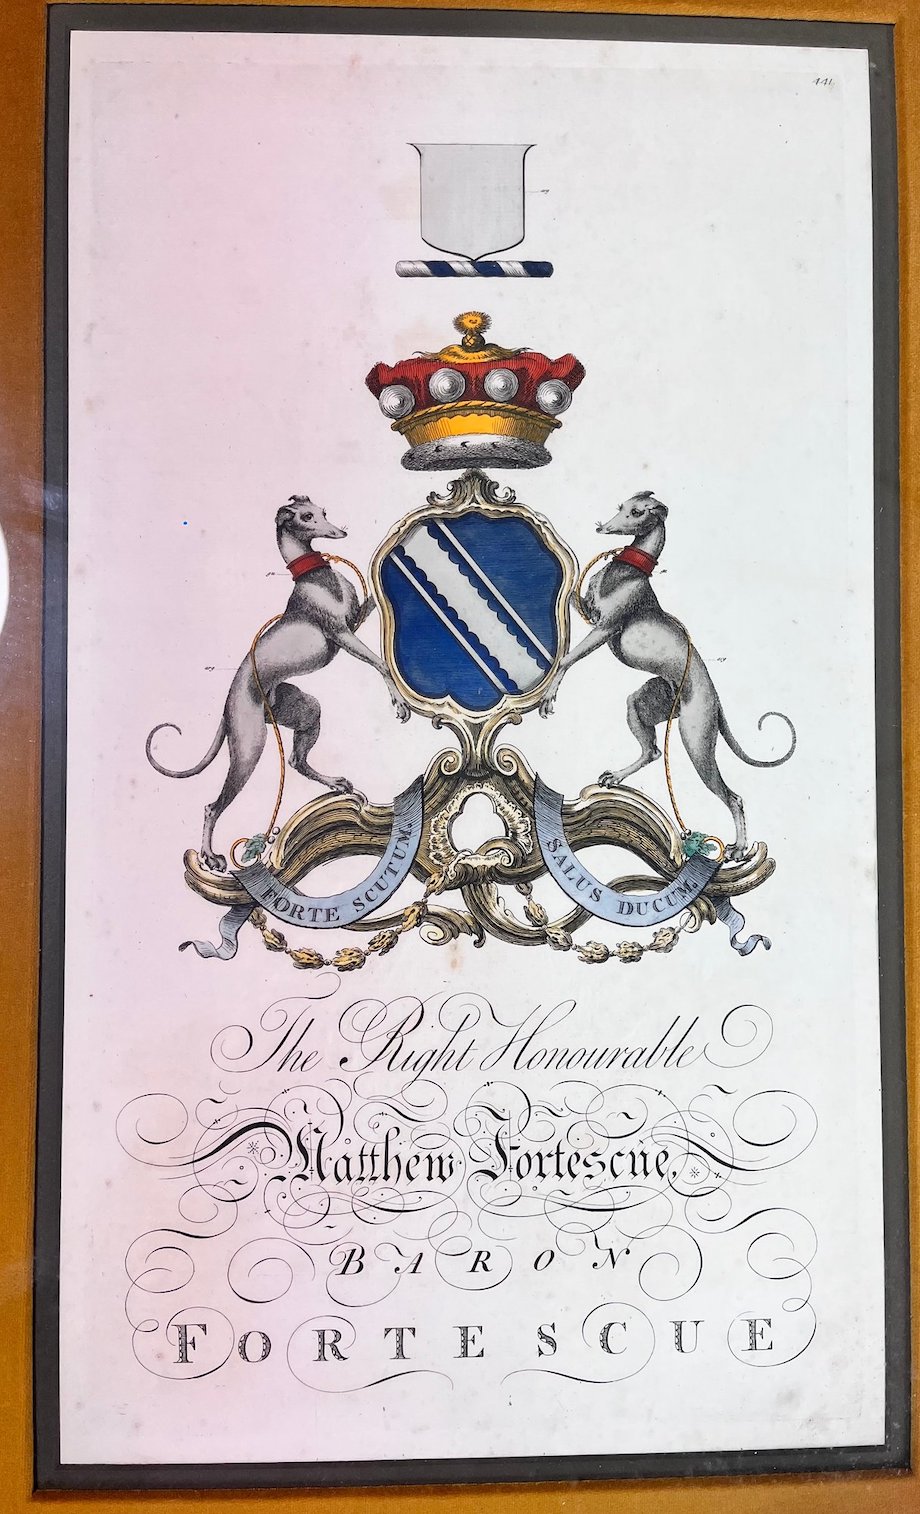 441
FORTE SCUTUM
SALUS DUCUM.
The Right Honourable
Matthew Fortescue,
BARON
FORTESCUE